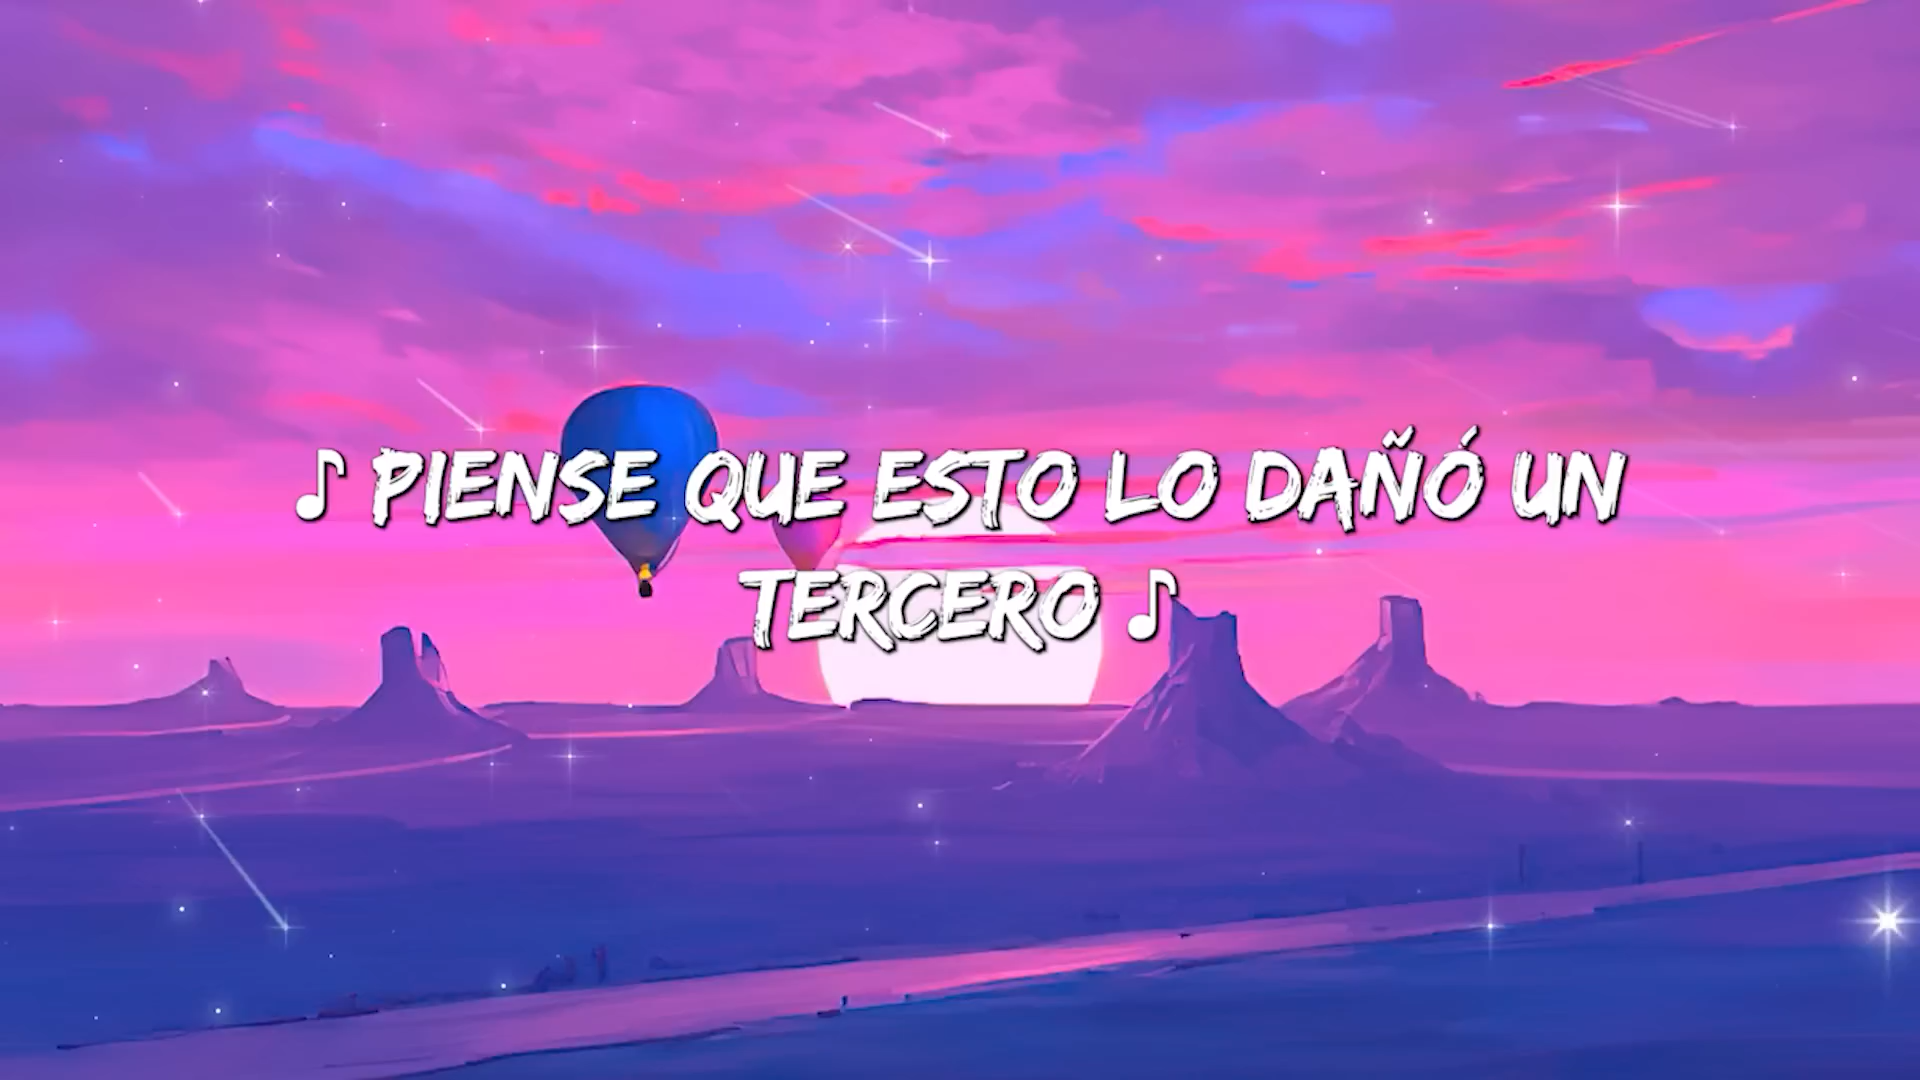 ♪ PIENSE QUE ESTO LO DAÑÓ UN
TERCERO ♪